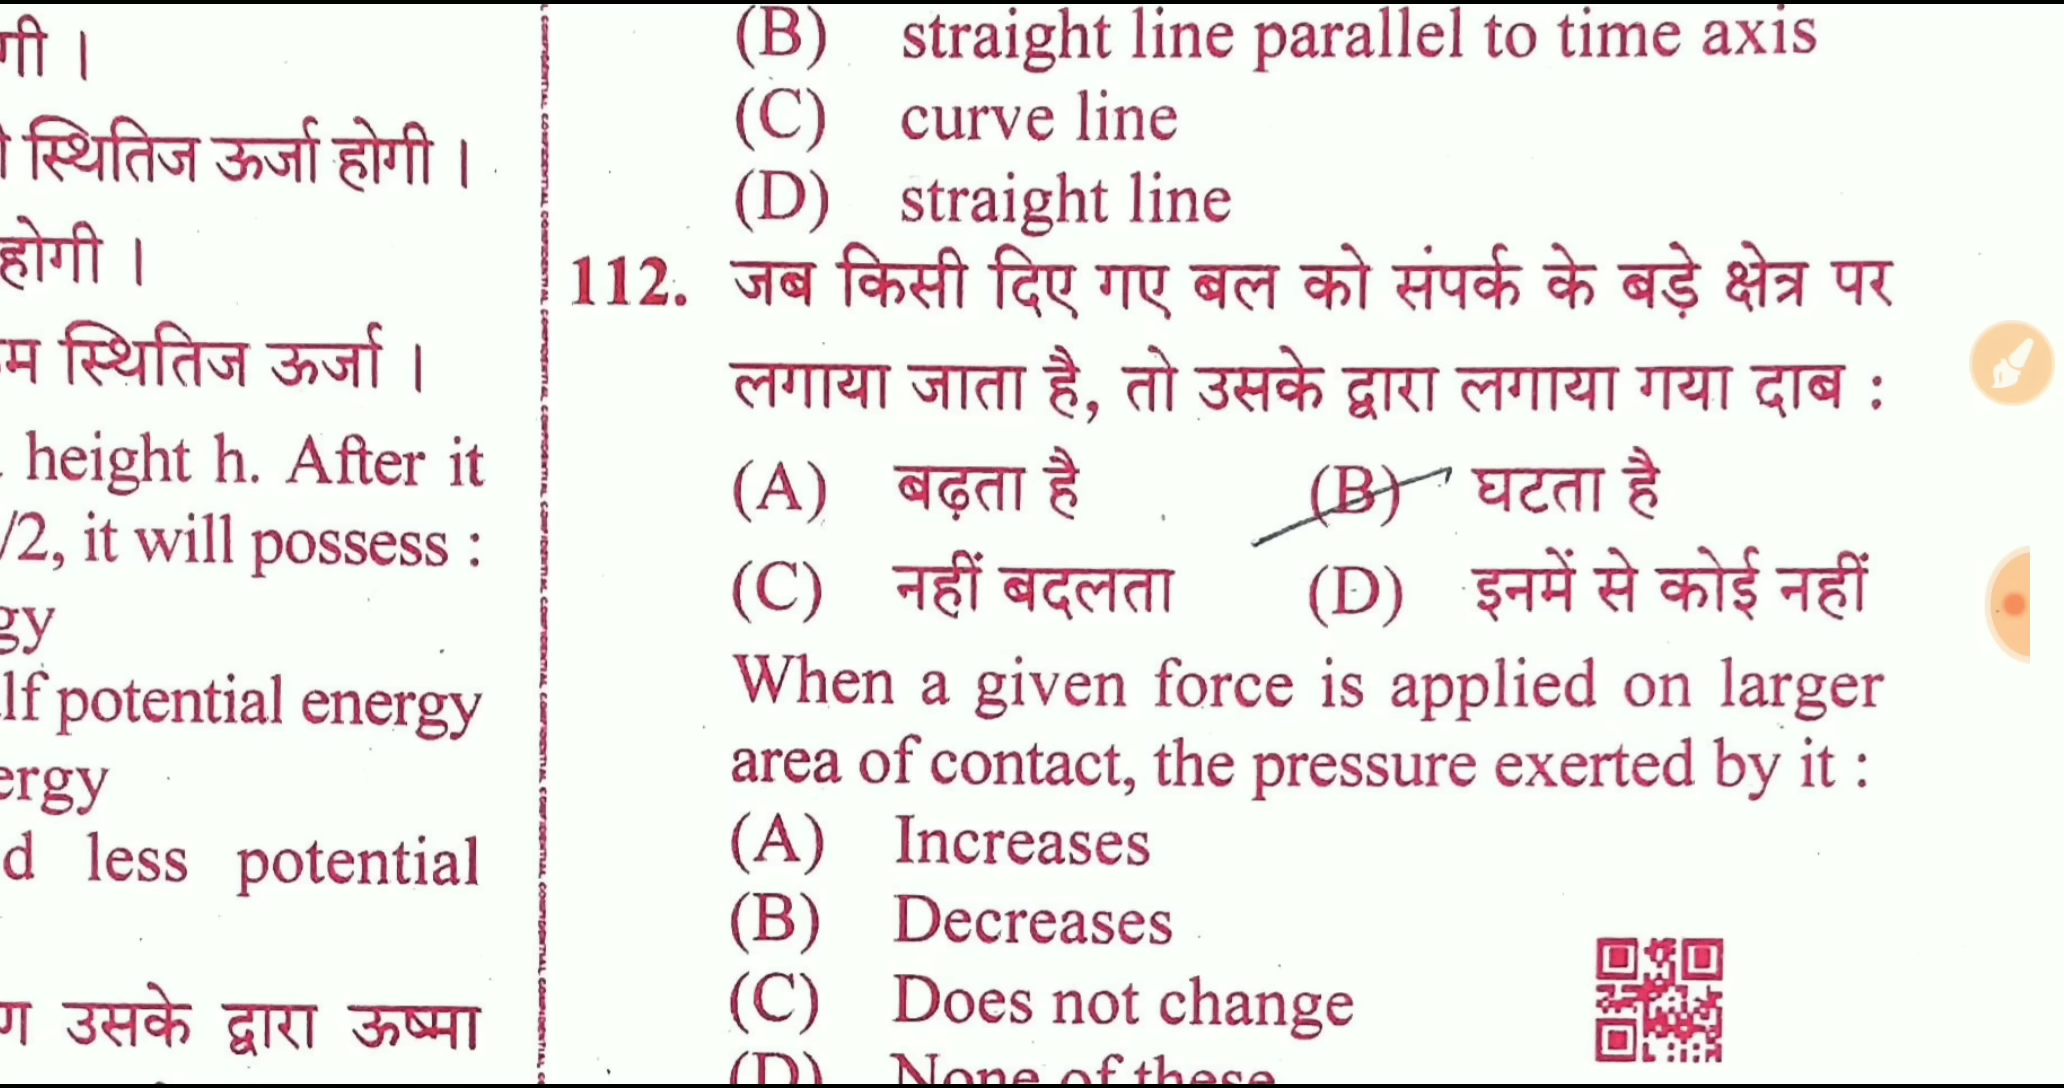 गी ।
स्थितिज ऊर्जा होगी ।
होगी ।
म स्थितिज ऊर्जा ।
height h. After it
/2, it will possess :
gy
lf potential energy
ergy
d less potential
ण उसके द्वारा ऊष्मा
(B) straight line parallel to time axis
(C) curve line
(D) straight line
112. जब किसी दिए गए बल को संपर्क के बड़े क्षेत्र पर
लगाया जाता है, तो उसके द्वारा लगाया गया दाब :
(A) बढ़ता है (B) घटता है
(C) नहीं बदलता (D) इनमें से कोई नहीं
When a given force is applied on larger
area of contact, the pressure exerted by it :
(A) Increases
(B) Decreases
(C) Does not change
(D) None of these